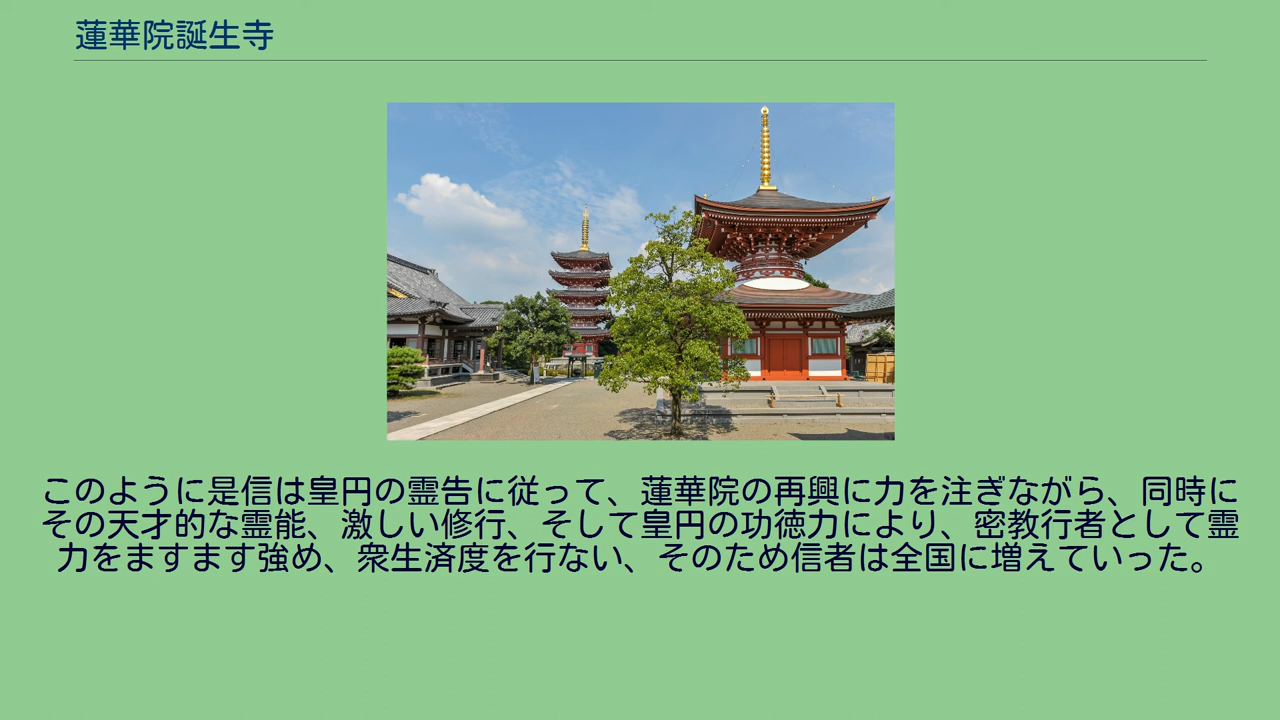 蓮華院誕生寺
このように是信は皇円の霊告に従って、蓮華院の再興に力を注ぎながら、同時に
その天才的な霊能、激しい修行、そして皇円の功徳力により、密教行者として霊
力をますます強め、衆生済度を行ない、そのため信者は全国に増えていった。